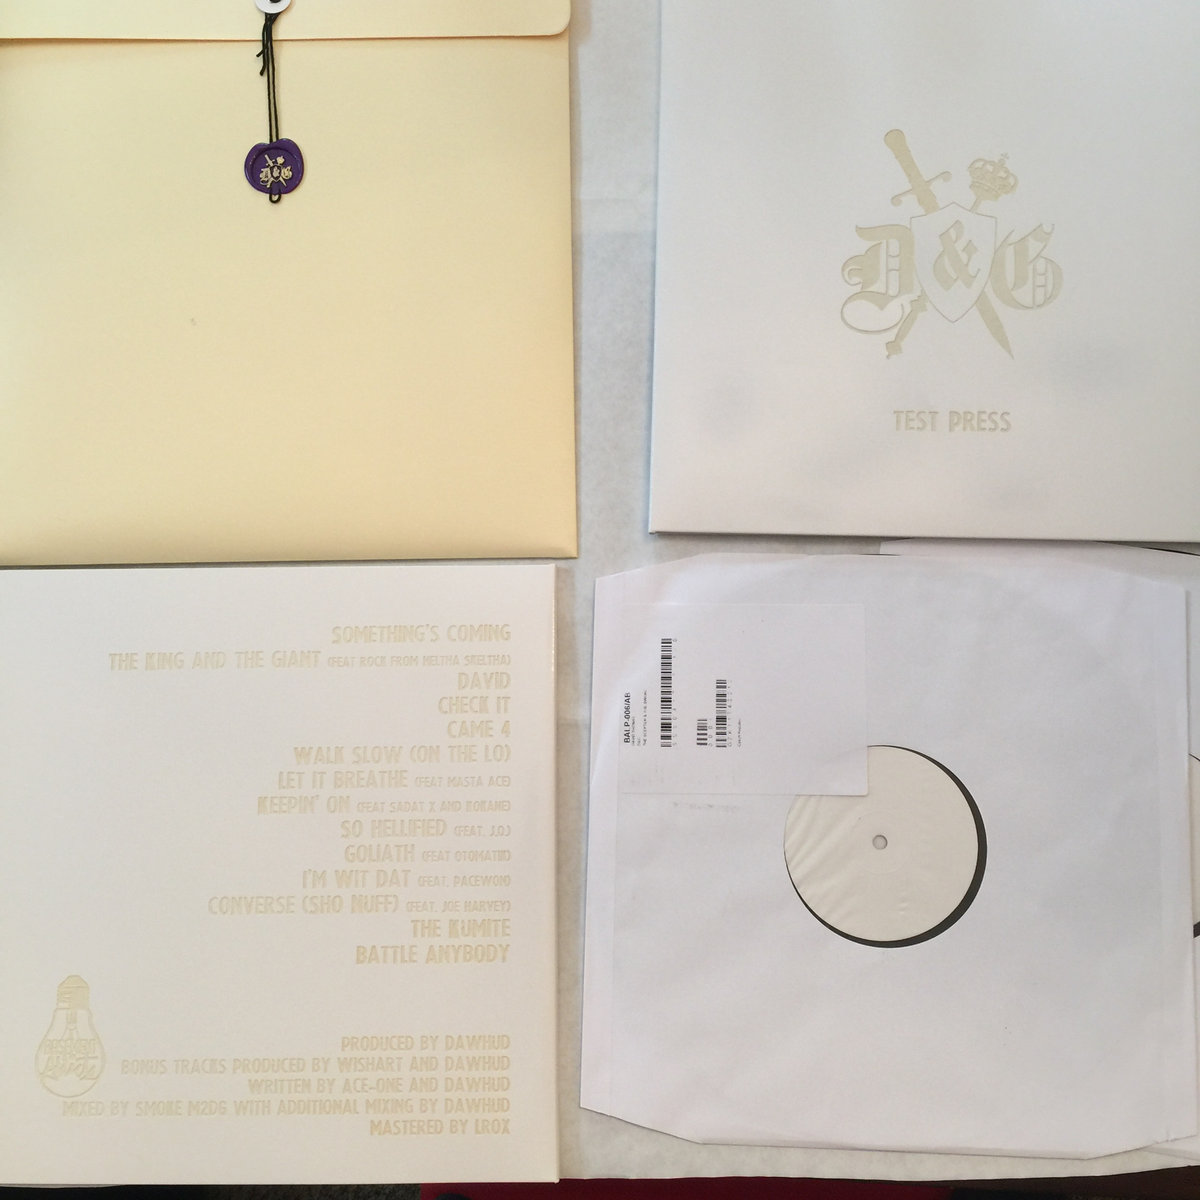 D&G
D&G
TEST PRESS
SOMETHING'S COMING
THE KING AND THE GIANT (FEAT ROCK FROM HELTHA SKELTHA)
DAVID
CHECK IT
CAME 4
WALK SLOW (ON THE LO)
LET IT BREATHE (FEAT MASTA ACE)
KEEPIN' ON (FEAT SADAT X AND KOKANE)
SO HELLIFIED (FEAT. J.O.)
GOLIATH (FEAT OTOMATIK)
I'M WIT DAT (FEAT. PACEWON)
CONVERSE (SHO NUFF) (FEAT. JOE HARVEY)
THE KUMITE
BATTLE ANYBODY
PRODUCED BY DAWHUD
BONUS TRACKS PRODUCED BY WISHART AND DAWHUD
WRITTEN BY ACE-ONE AND DAWHUD
MIXED BY SMOKE M2D6 WITH ADDITIONAL MIXING BY DAWHUD
MASTERED BY LROX
BALP-006/AB